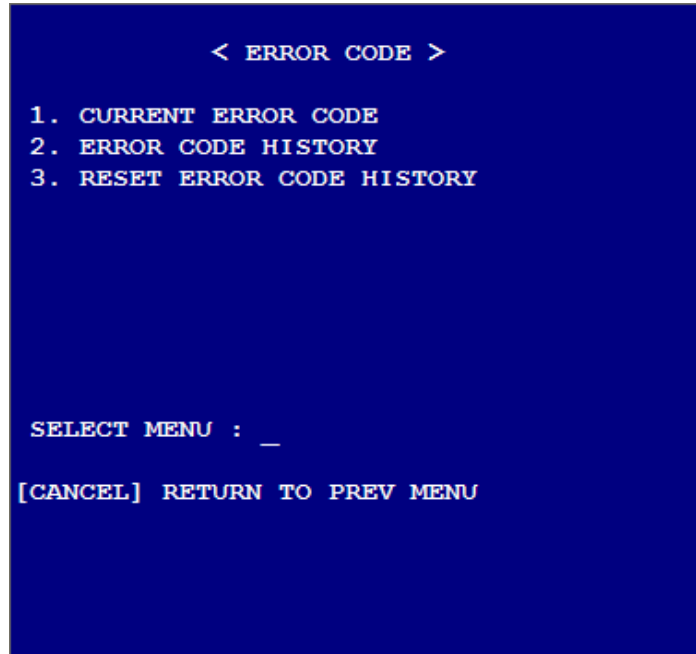 < ERROR CODE >
1. CURRENT ERROR CODE
2. ERROR CODE HISTORY
3. RESET ERROR CODE HISTORY
SELECT MENU : _
[CANCEL] RETURN TO PREV MENU